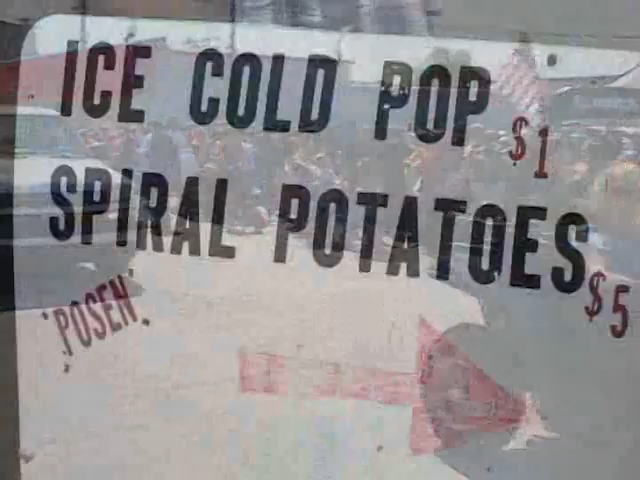 ICE COLD POP $1
SPIRAL POTATOES $5
"POSEN"